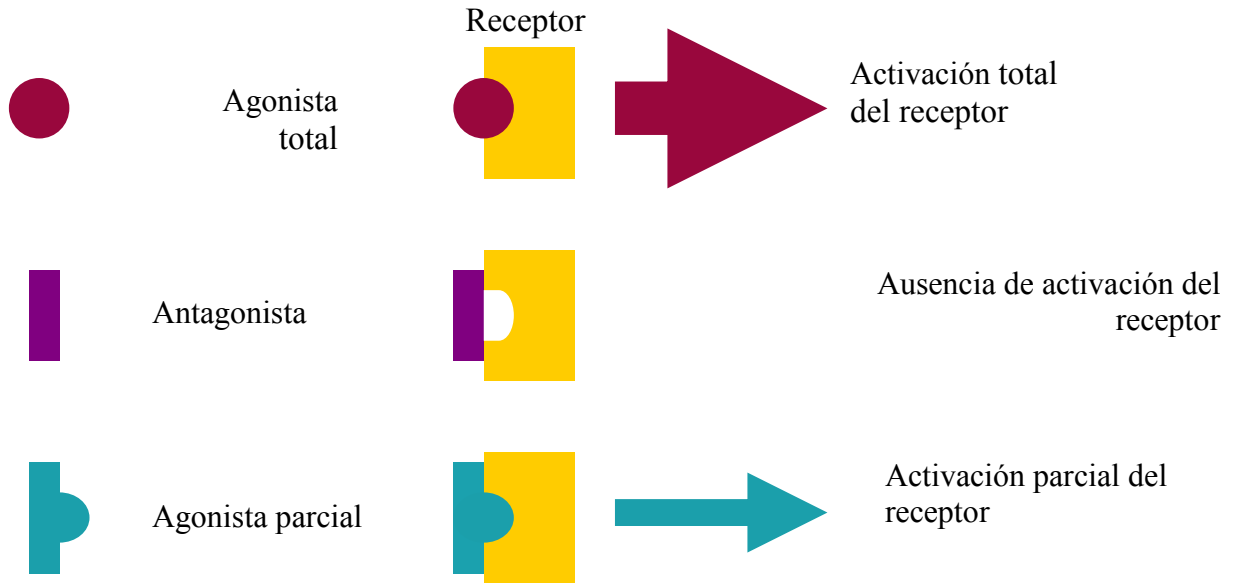 Receptor
Agonista
total
Activación total
del receptor
Antagonista
Ausencia de activación del
receptor
Agonista parcial
Activación parcial del
receptor